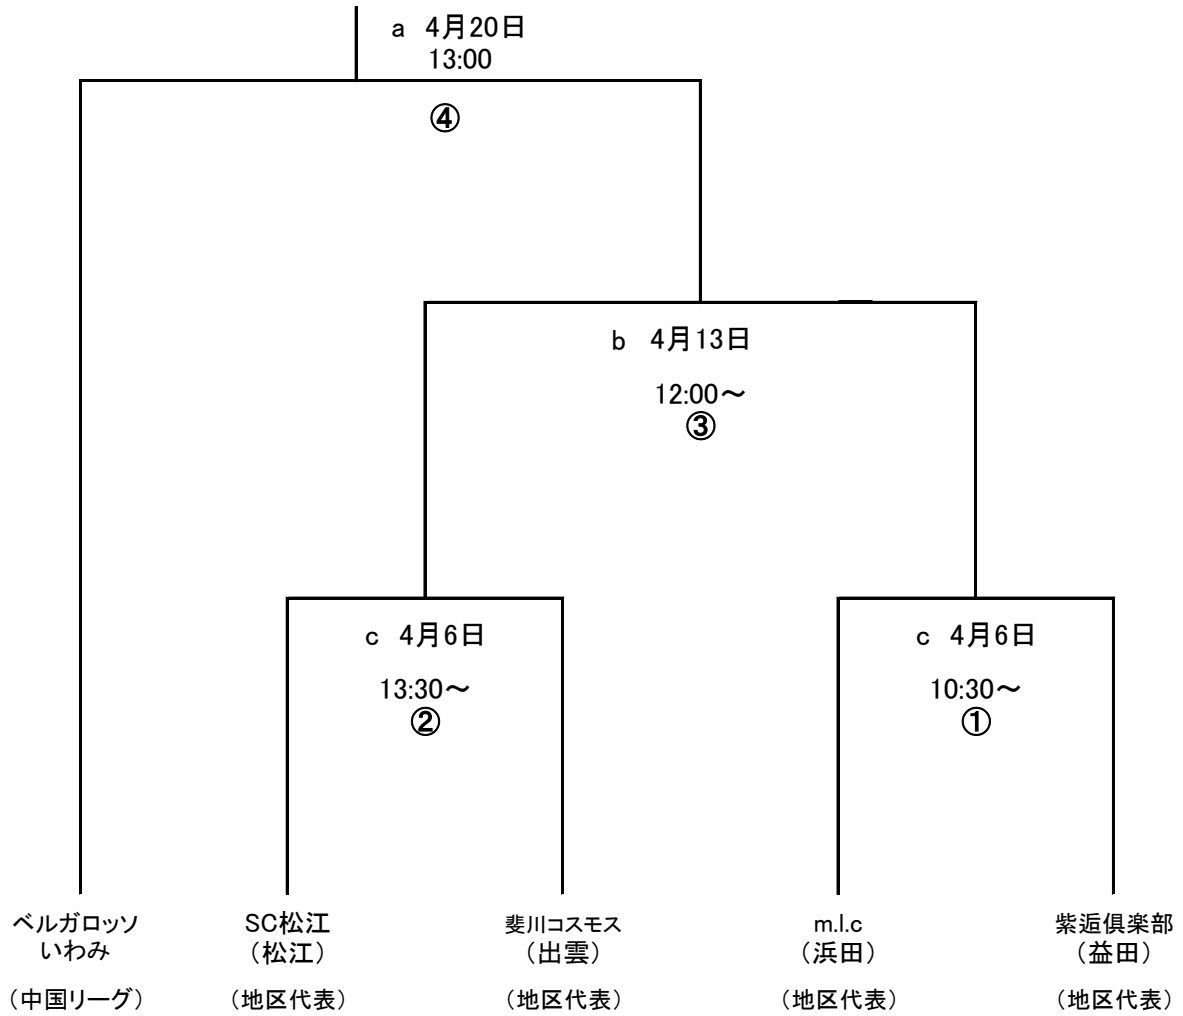 a 4月20日
13:00
④
b 4月13日
12:00～
③
c 4月6日
13:30～
②
c 4月6日
10:30～
①
ベルガロッソ
いわみ
（中国リーグ）
SC松江
（松江）
（地区代表）
斐川コスモス
（出雲）
（地区代表）
m.l.c
（浜田）
（地区代表）
紫逅倶楽部
（益田）
（地区代表）